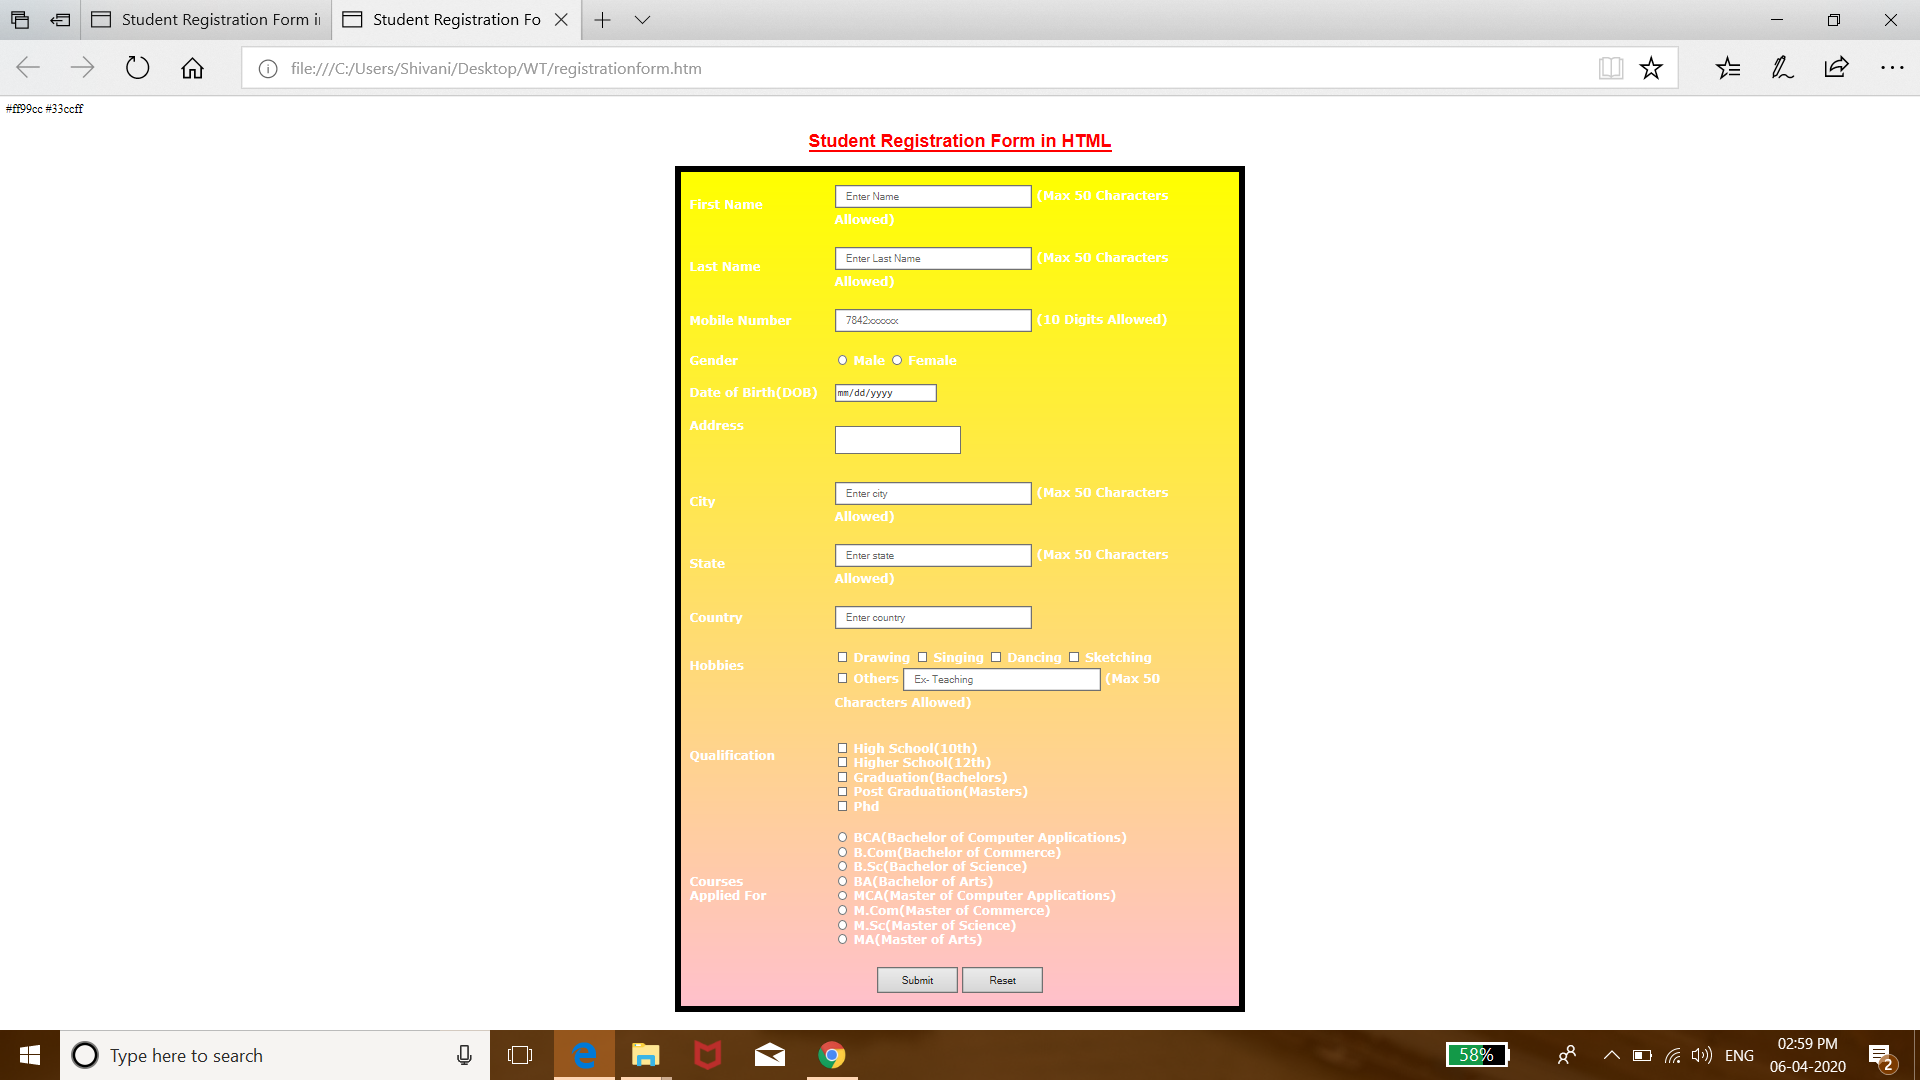 Student Registration Form i
Student Registration Fo
file:///C:/Users/Shivani/Desktop/WT/registrationform.htm
#ff99cc #33ccff
Student Registration Form in HTML
First Name
Enter Name (Max 50 Characters
Allowed)
Last Name
Enter Last Name (Max 50 Characters
Allowed)
Mobile Number 7842xxxxxx (10 Digits Allowed)
Gender Male Female
Date of Birth(DOB) mm/dd/yyyy
Address
City
Enter city (Max 50 Characters
Allowed)
State
Enter state (Max 50 Characters
Allowed)
Country Enter country
Hobbies
Drawing Singing Dancing Sketching
Others Ex- Teaching (Max 50
Characters Allowed)
Qualification
High School(10th)
Higher School(12th)
Graduation(Bachelors)
Post Graduation(Masters)
Phd
Courses
Applied For
BCA(Bachelor of Computer Applications)
B.Com(Bachelor of Commerce)
B.Sc(Bachelor of Science)
BA(Bachelor of Arts)
MCA(Master of Computer Applications)
M.Com(Master of Commerce)
M.Sc(Master of Science)
MA(Master of Arts)
Submit Reset
Type here to search
58%
ENG
02:59 PM
06-04-2020
2